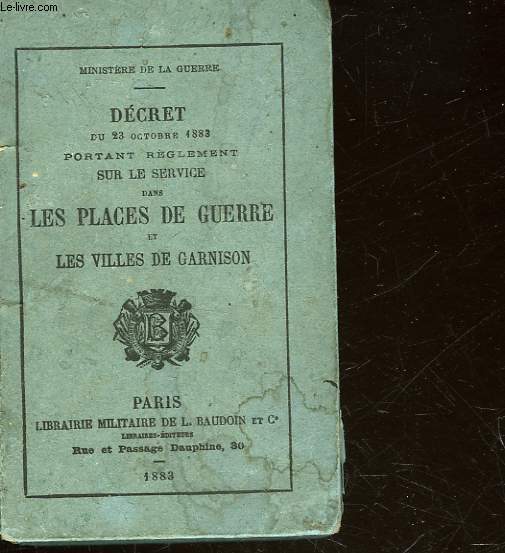 Le-livre.com
MINISTÈRE DE LA GUERRE
DÉCRET
DU 23 OCTOBRE 1883
PORTANT RÈGLEMENT
SUR LE SERVICE
DANS
LES PLACES DE GUERRE
ET
LES VILLES DE GARNISON
PARIS
LIBRAIRIE MILITAIRE DE L. BAUDOIN ET Cᵉ
LIBRAIRES-ÉDITEURS
Rue et Passage Dauphine, 30
1883